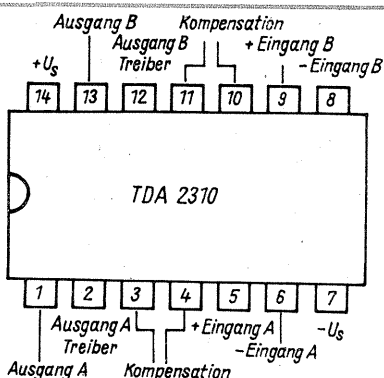 Ausgang B Kompensation
+U_s Ausgang B Treiber + Eingang B
- Eingang B
14 13 12 11 10 9 8
TDA 2310
1 2 3 4 5 6 7
Ausgang A Treiber + Eingang A -U_s
- Eingang A
Ausgang A Kompensation